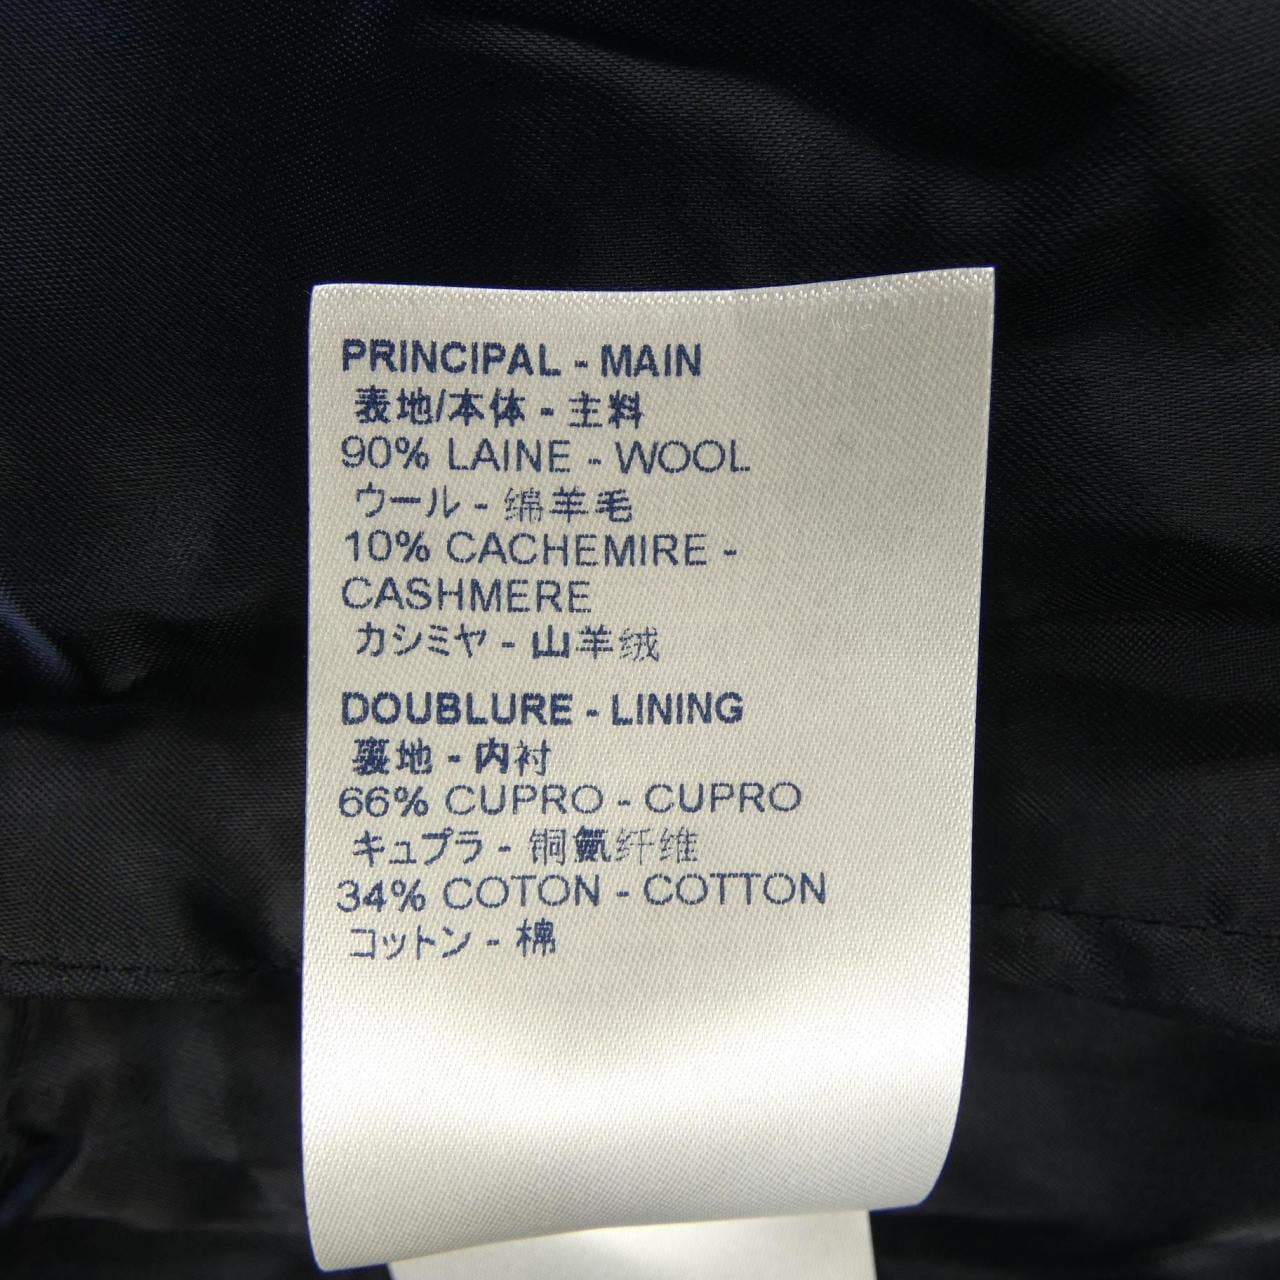 PRINCIPAL - MAIN
表地/本体 - 主料
90% LAINE - WOOL
ウール - 绵羊毛
10% CACHEMIRE -
CASHMERE
カシミヤ - 山羊绒
DOUBLURE - LINING
裏地 - 内衬
66% CUPRO - CUPRO
キュプラ - 铜氨纤维
34% COTON - COTTON
コットン - 棉